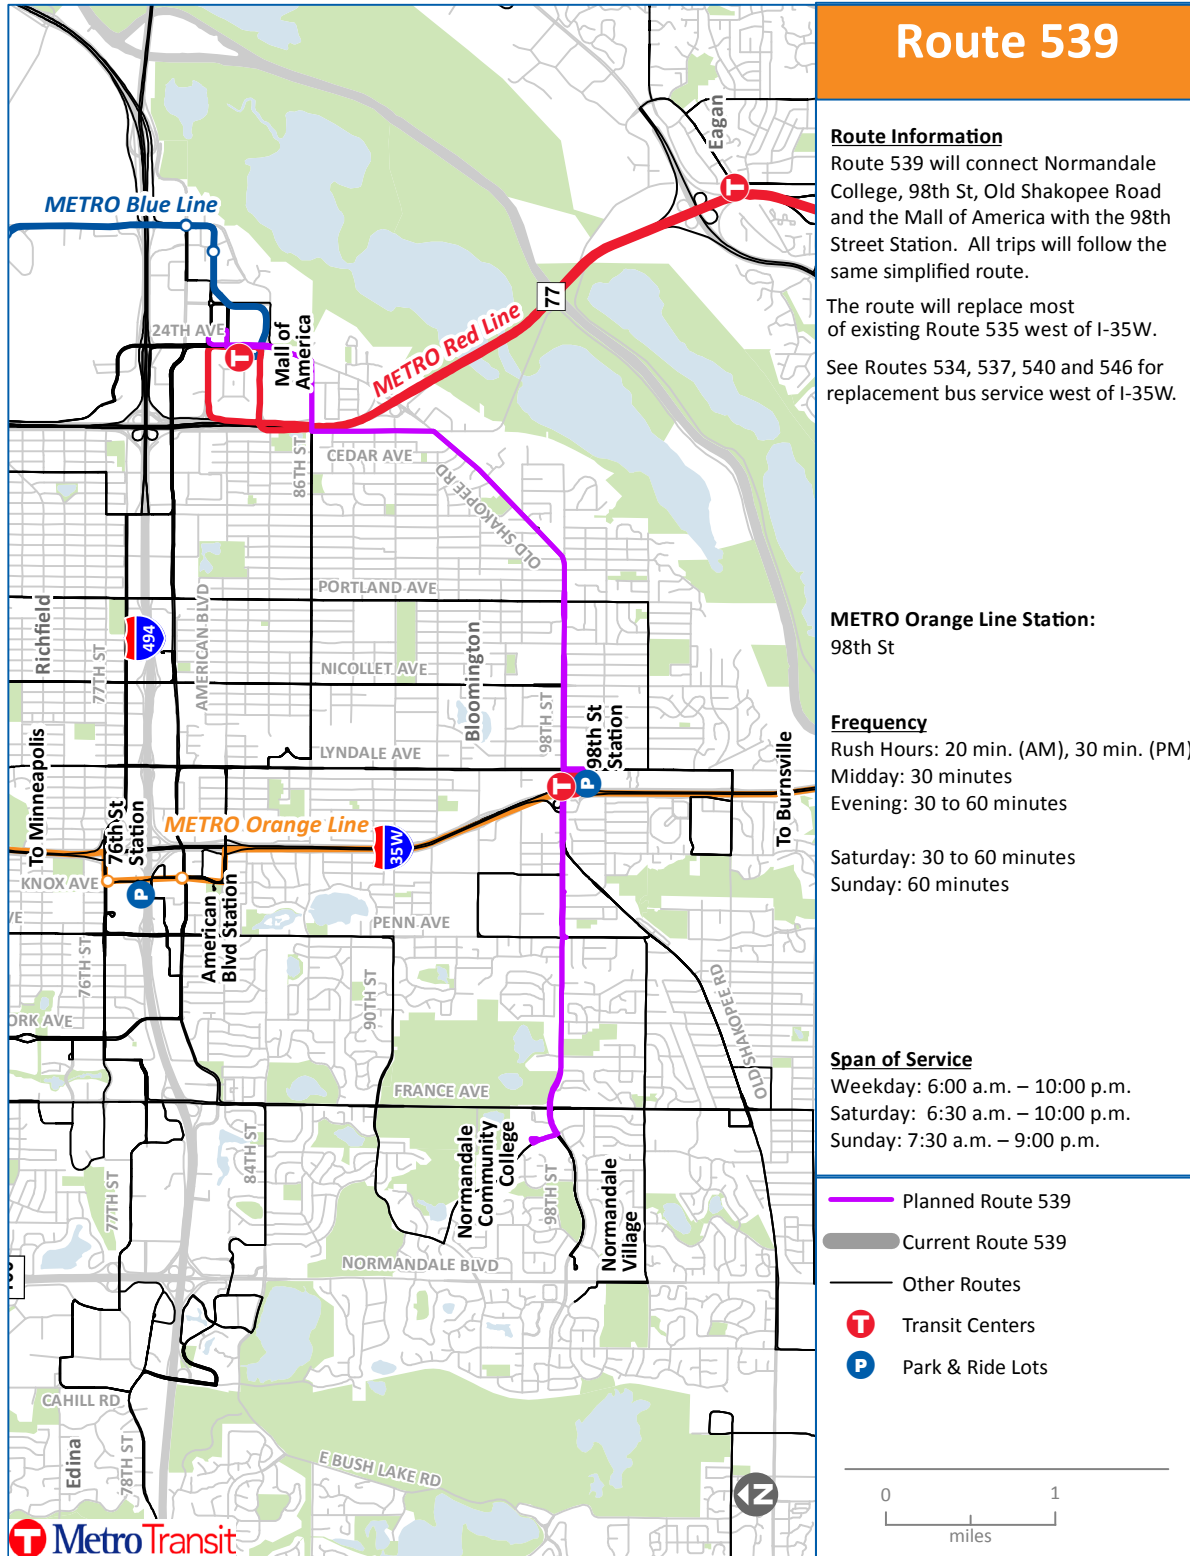 Route 539
Route Information
Route 539 will connect Normandale
College, 98th St, Old Shakopee Road
and the Mall of America with the 98th
Street Station.  All trips will follow the
same simplified route.
The route will replace most
of existing Route 535 west of I-35W.
See Routes 534, 537, 540 and 546 for
replacement bus service west of I-35W.
METRO Orange Line Station:
98th St
Frequency
Rush Hours: 20 min. (AM), 30 min. (PM)
Midday: 30 minutes
Evening: 30 to 60 minutes
Saturday: 30 to 60 minutes
Sunday: 60 minutes
Span of Service
Weekday: 6:00 a.m. – 10:00 p.m.
Saturday:  6:30 a.m. – 10:00 p.m.
Sunday: 7:30 a.m. – 9:00 p.m.
Planned Route 539
Current Route 539
Other Routes
T
Transit Centers
P
Park & Ride Lots
0 1
miles
Eagan
T
METRO Blue Line
77
METRO Red Line
24TH AVE
T
Mall of
America
86TH ST
CEDAR AVE
OLD SHAKOPEE RD
PORTLAND AVE
Richfield
494
77TH ST
AMERICAN BLVD
NICOLLET AVE
Bloomington
98TH ST
98th St
Station
LYNDALE AVE
T
P
To Minneapolis
76th St
Station
METRO Orange Line
35W
To Burnsville
KNOX AVE
P
American
Blvd Station
PENN AVE
VE
76TH ST
90TH ST
OLD SHAKOPEE RD
ORK AVE
FRANCE AVE
84TH ST
Normandale
Community
College
98TH ST
Normandale
Village
77TH ST
NORMANDALE BLVD
CAHILL RD
Edina
78TH ST
E BUSH LAKE RD
N
T MetroTransit